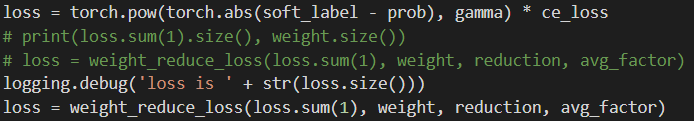 loss = torch.pow(torch.abs(soft_label - prob), gamma) * ce_loss
# print(loss.sum(1).size(), weight.size())
# loss = weight_reduce_loss(loss.sum(1), weight, reduction, avg_factor)
logging.debug('loss is ' + str(loss.size()))
loss = weight_reduce_loss(loss.sum(1), weight, reduction, avg_factor)